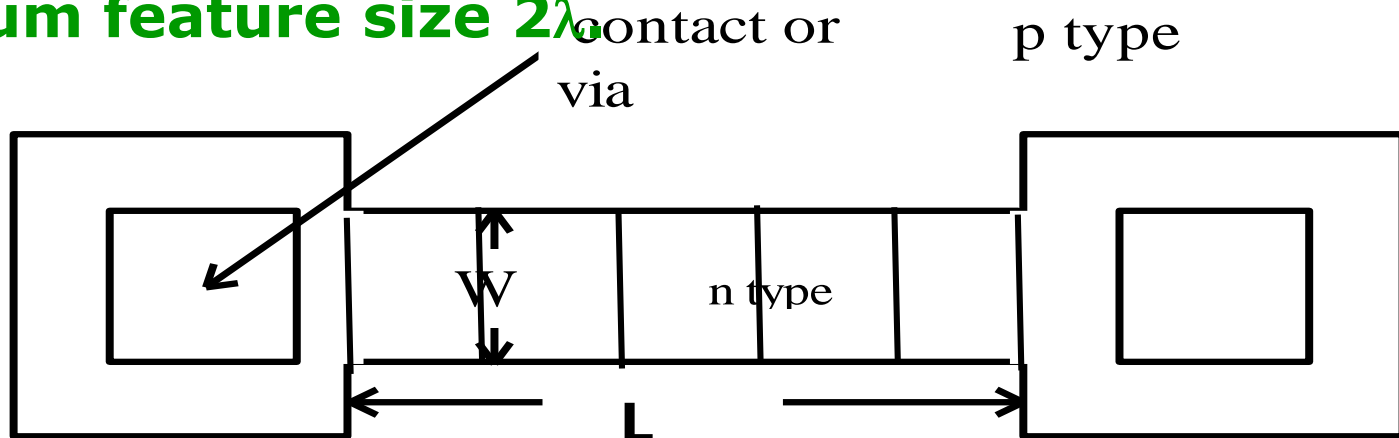 um feature size 2λ.
contact or
via
p type
W
n type
L